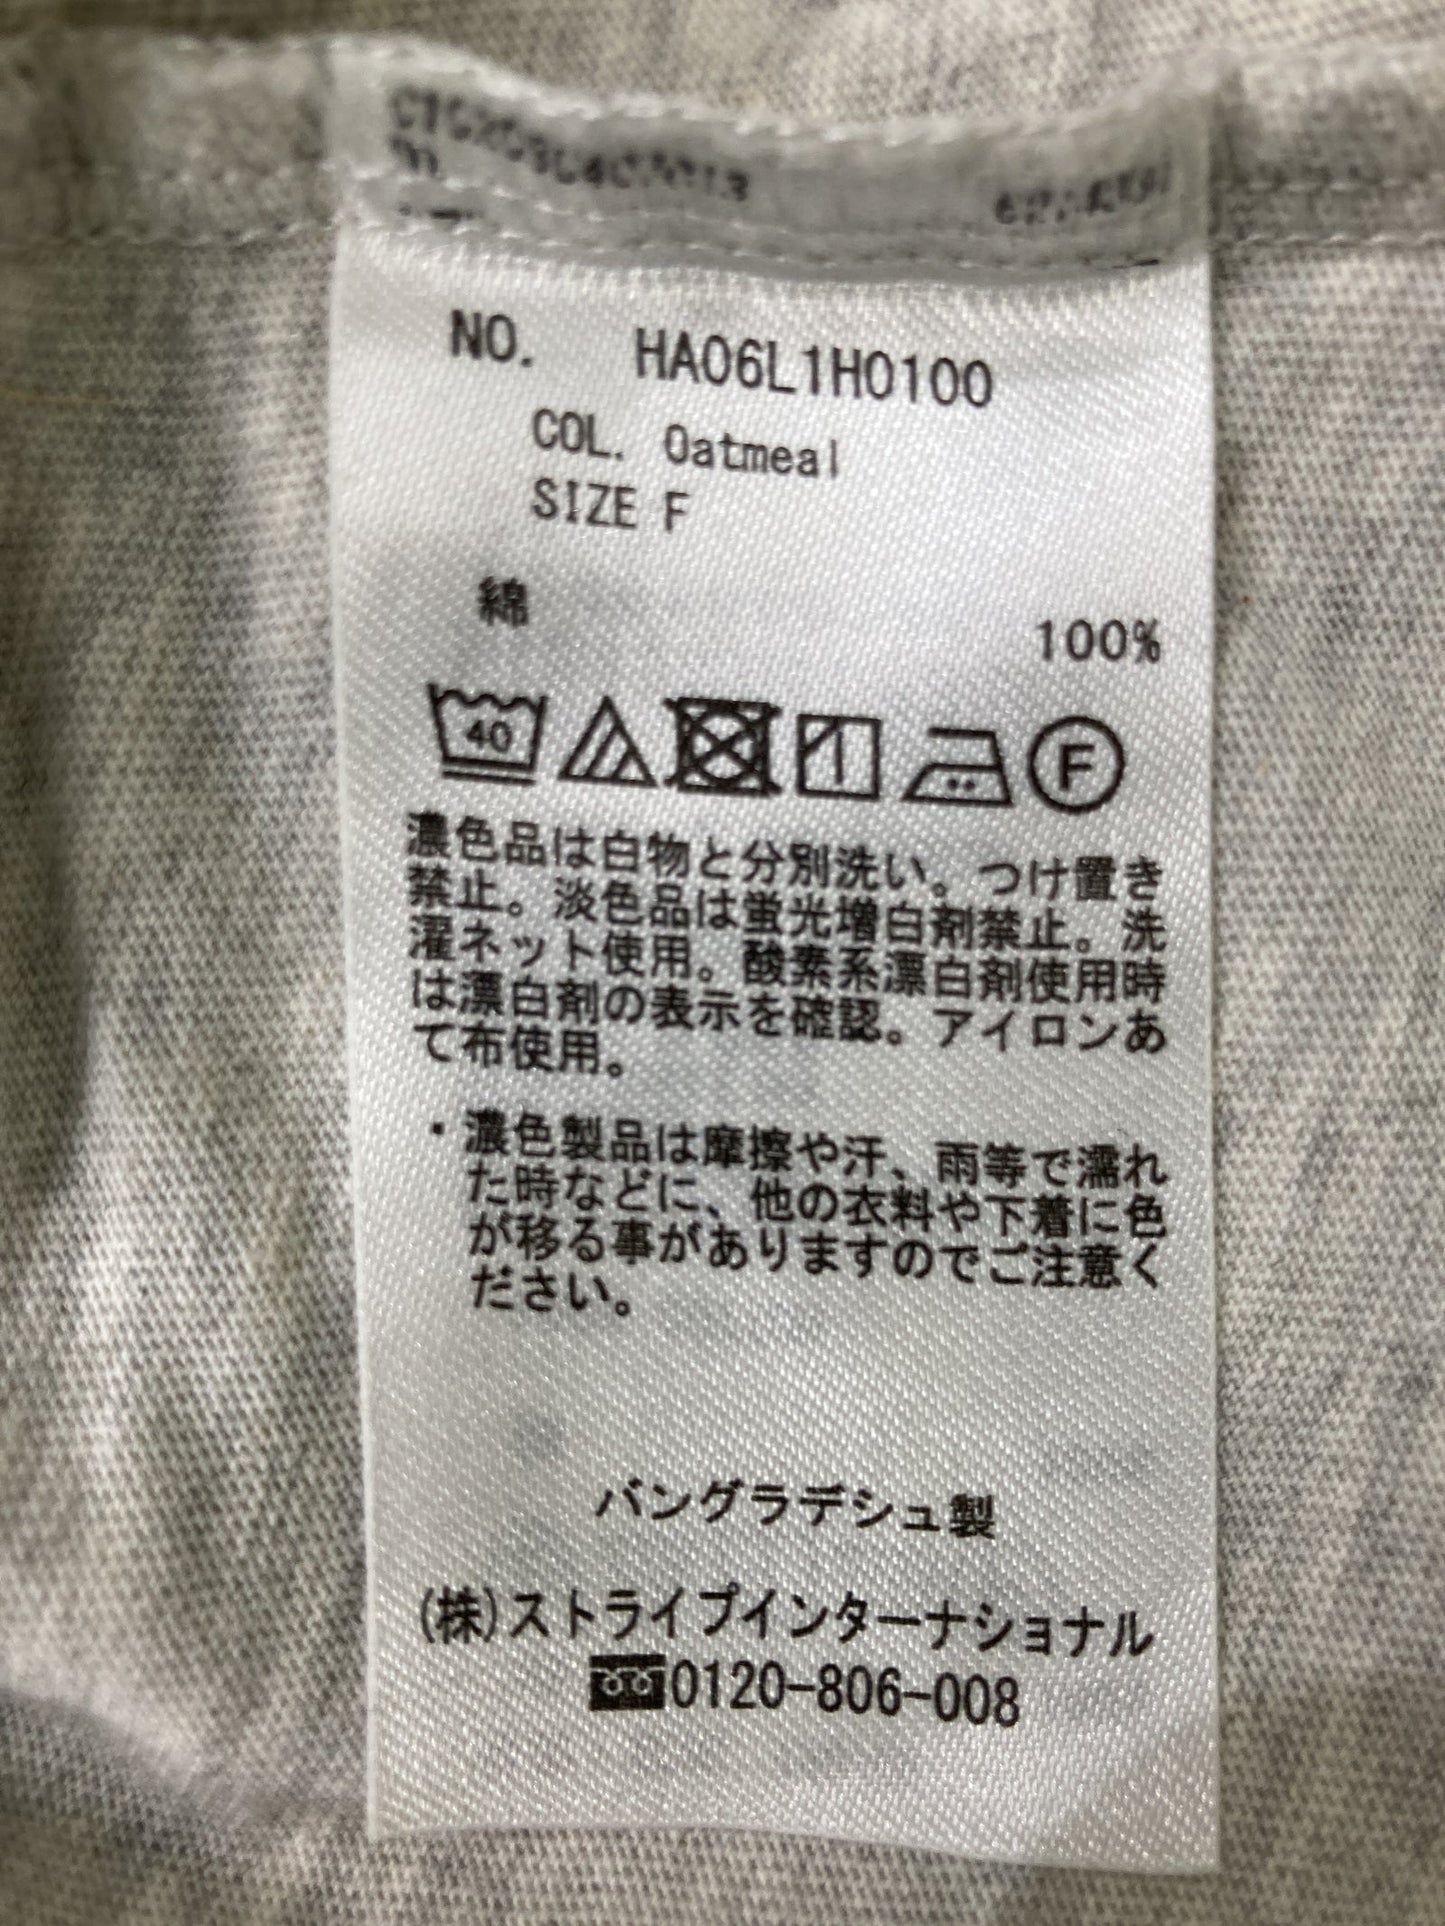 NO. HA06L1H0100
COL. Oatmeal
SIZE F
綿 100%
40 F
濃色品は白物と分別洗い。つけ置き
禁止。淡色品は蛍光増白剤禁止。洗
濯ネット使用。酸素系漂白剤使用時
は漂白剤の表示を確認。アイロンあ
て布使用。
・濃色製品は摩擦や汗、雨等で濡れ
た時などに、他の衣料や下着に色
が移る事がありますのでご注意く
ださい。
バングラデシュ製
(株)ストライプインターナショナル
0120-806-008